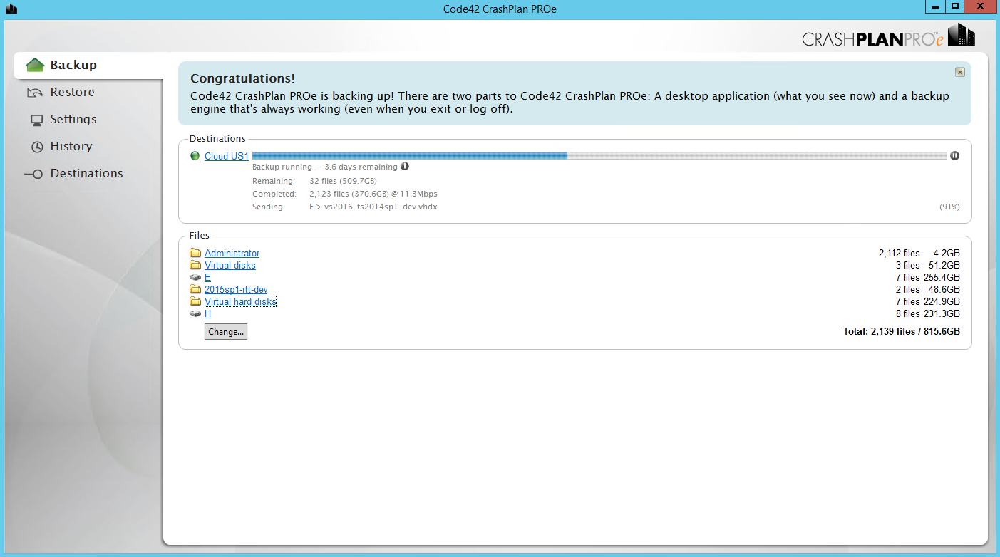 Code42 CrashPlan PROe
CRASHPLANPROe™
Backup
Restore
Settings
History
Destinations
Congratulations!
Code42 CrashPlan PROe is backing up! There are two parts to Code42 CrashPlan PROe: A desktop application (what you see now) and a backup
engine that's always working (even when you exit or log off).
Destinations
Cloud US1
Backup running — 3.6 days remaining
Remaining: 32 files (509.7GB)
Completed: 2,123 files (370.6GB) @ 11.3Mbps
Sending: E > vs2016-ts2014sp1-dev.vhdx (91%)
Files
Administrator 2,112 files 4.2GB
Virtual disks 3 files 51.2GB
E 7 files 255.4GB
2015sp1-rtt-dev 2 files 48.6GB
Virtual hard disks 7 files 224.9GB
H 8 files 231.3GB
Change... Total: 2,139 files / 815.6GB